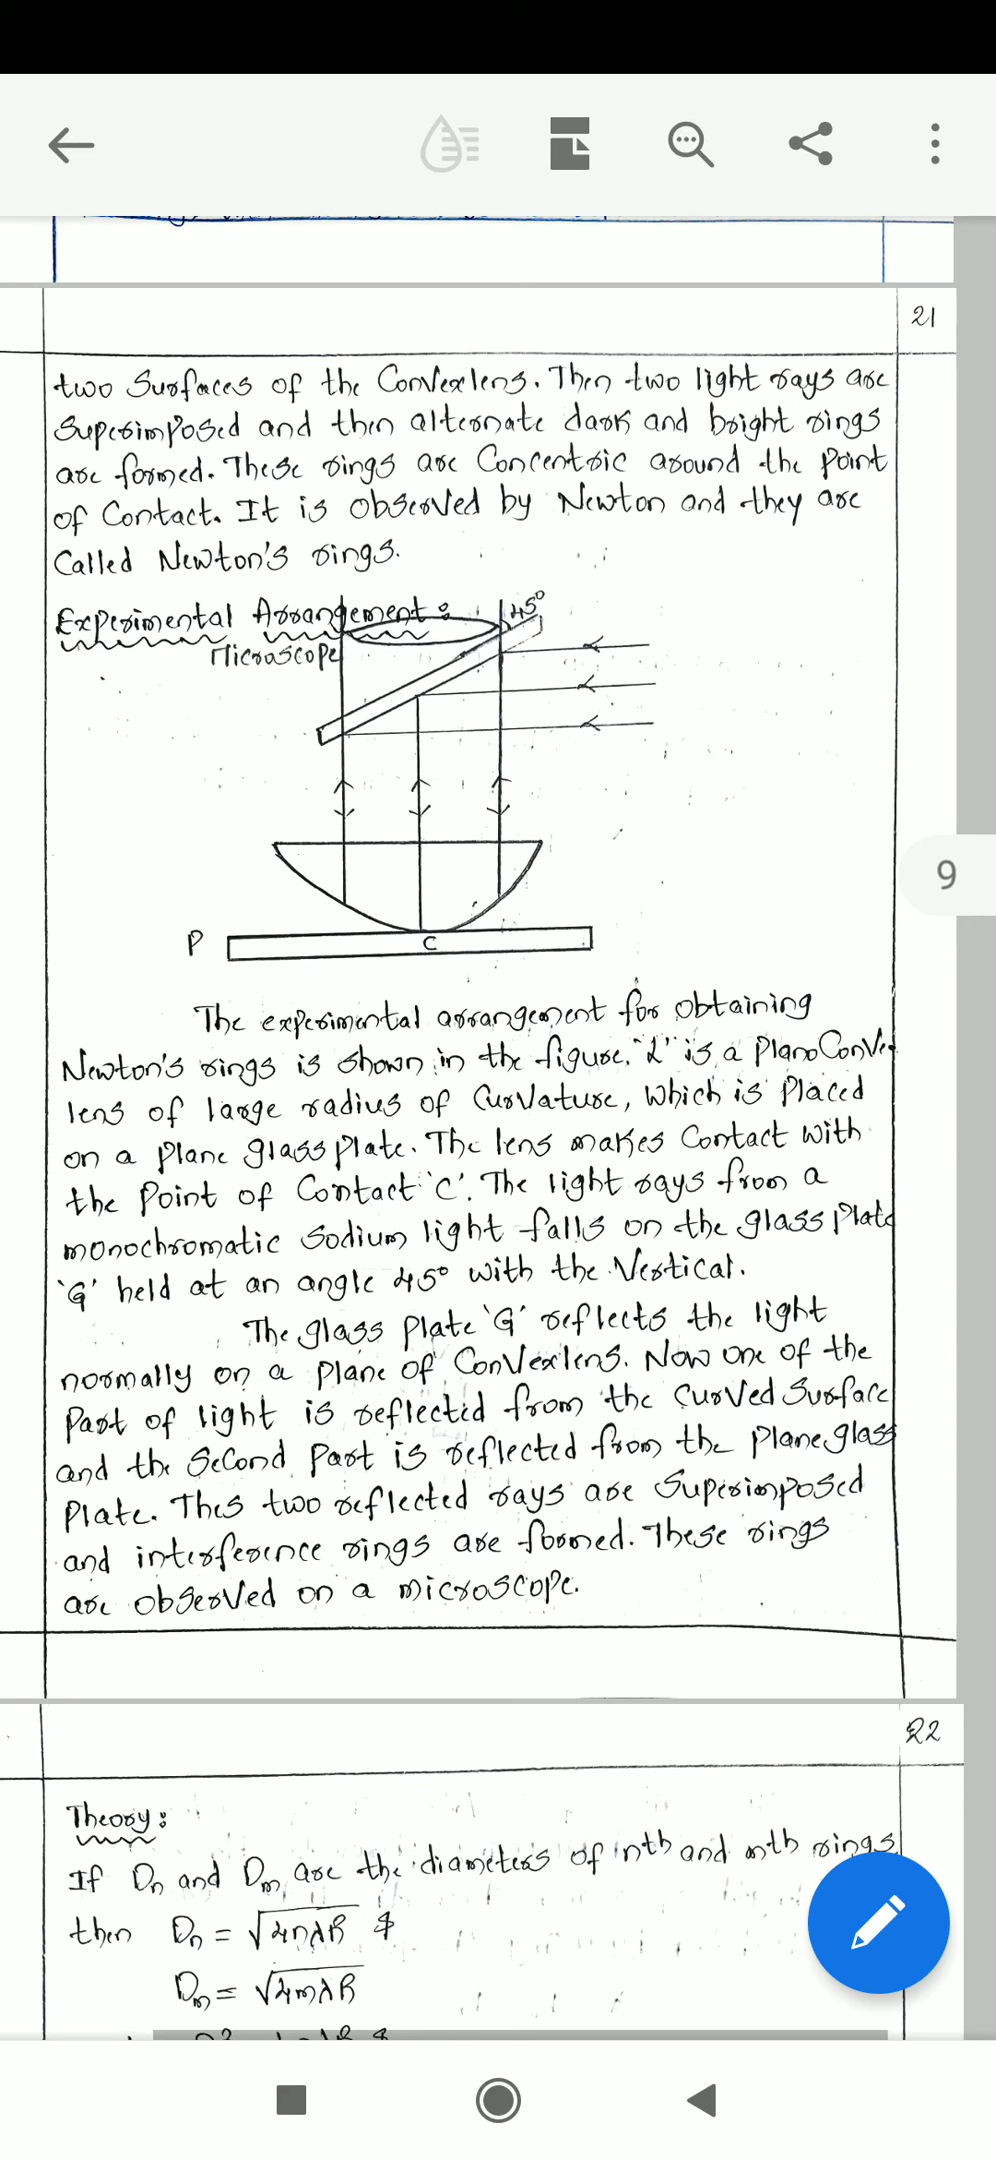 21
two Surfaces of the Convexlens. Then two light rays are
Superimposed and then alternate dark and bright rings
are formed. These rings are Concentric around the Point
of Contact. It is observed by Newton and they are
Called Newton's rings.
Experimental Arrangement :
45°
Microscope
9
P
C
The experimental arrangement for obtaining
Newton's rings is shown in the figure. "L" is a PlanoConve
lens of large radius of Curvature, which is Placed
on a Plane glass plate. The lens makes Contact with
the Point of Contact 'C'. The light rays from a
monochromatic Sodium light falls on the glass Plate
'G' held at an angle 45° with the Vertical.
The glass plate 'G' reflects the light
normally on a plane of Convexlens. Now one of the
Part of light is reflected from the Curved Surface
and the Second Part is reflected from the plane glass
Plate. Thes two reflected rays are Superimposed
and interference rings are formed. These rings
are observed on a microscope.
22
Theory :
If Dn and Dm are the diameters of nth and mth rings
then Dn = √4nλR &
Dm = √4mλR